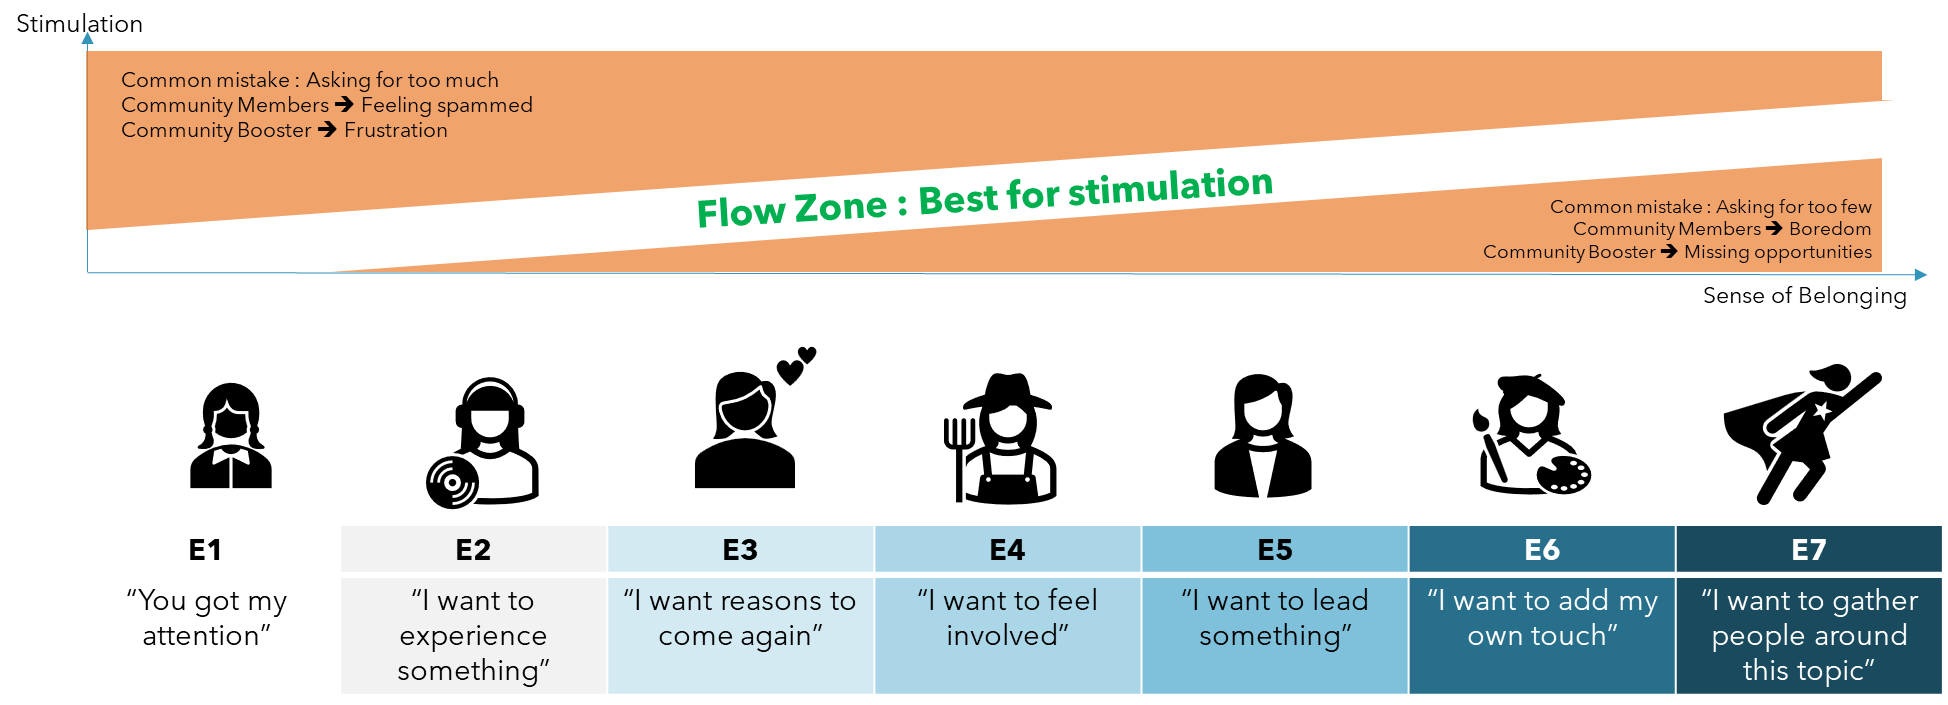 Stimulation
Common mistake : Asking for too much
Community Members ➔ Feeling spammed
Community Booster ➔ Frustration
Flow Zone : Best for stimulation
Common mistake : Asking for too few
Community Members ➔ Boredom
Community Booster ➔ Missing opportunities
Sense of Belonging
E1
“You got my
attention”
E2
“I want to
experience
something”
E3
“I want reasons to
come again”
E4
“I want to feel
involved”
E5
“I want to lead
something”
E6
“I want to add my
own touch”
E7
“I want to gather
people around
this topic”